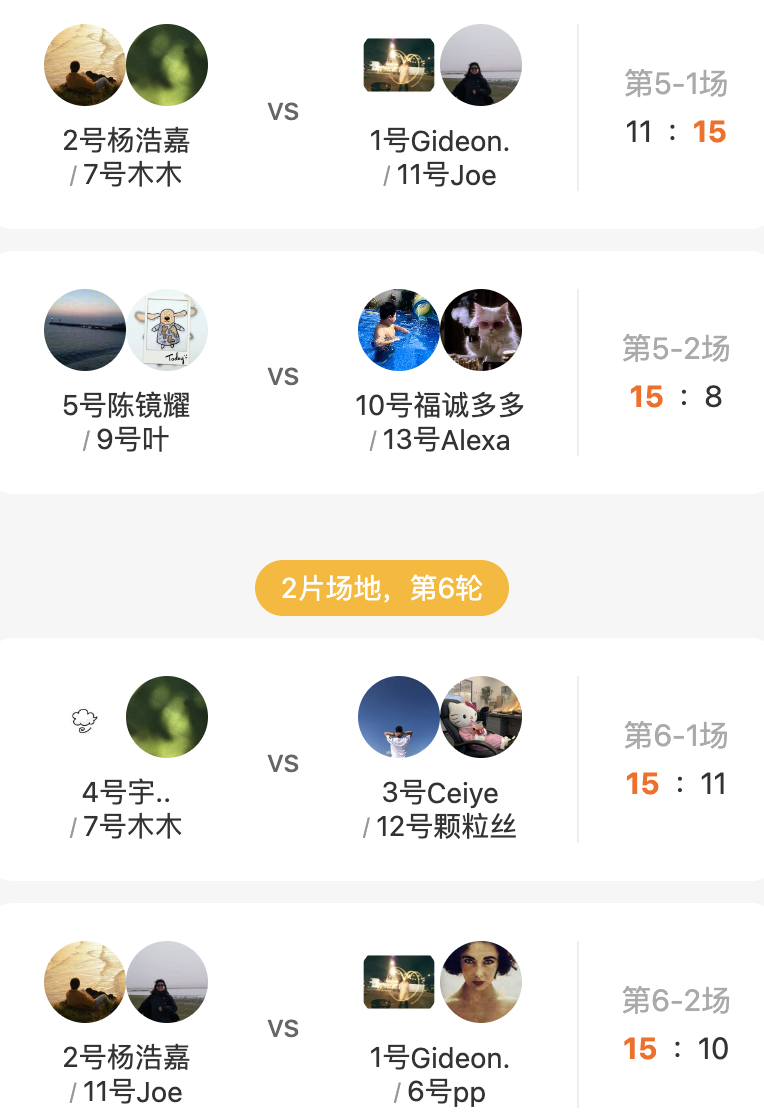 vs
2号杨浩嘉
/ 7号木木
1号Gideon.
/ 11号Joe
第5-1场
11 : 15
Today
vs
5号陈镜耀
/ 9号叶
10号福诚多多
/ 13号Alexa
第5-2场
15 : 8
2片场地，第6轮
vs
4号宇..
/ 7号木木
3号Ceiye
/ 12号颗粒丝
第6-1场
15 : 11
vs
2号杨浩嘉
/ 11号Joe
1号Gideon.
/ 6号pp
第6-2场
15 : 10